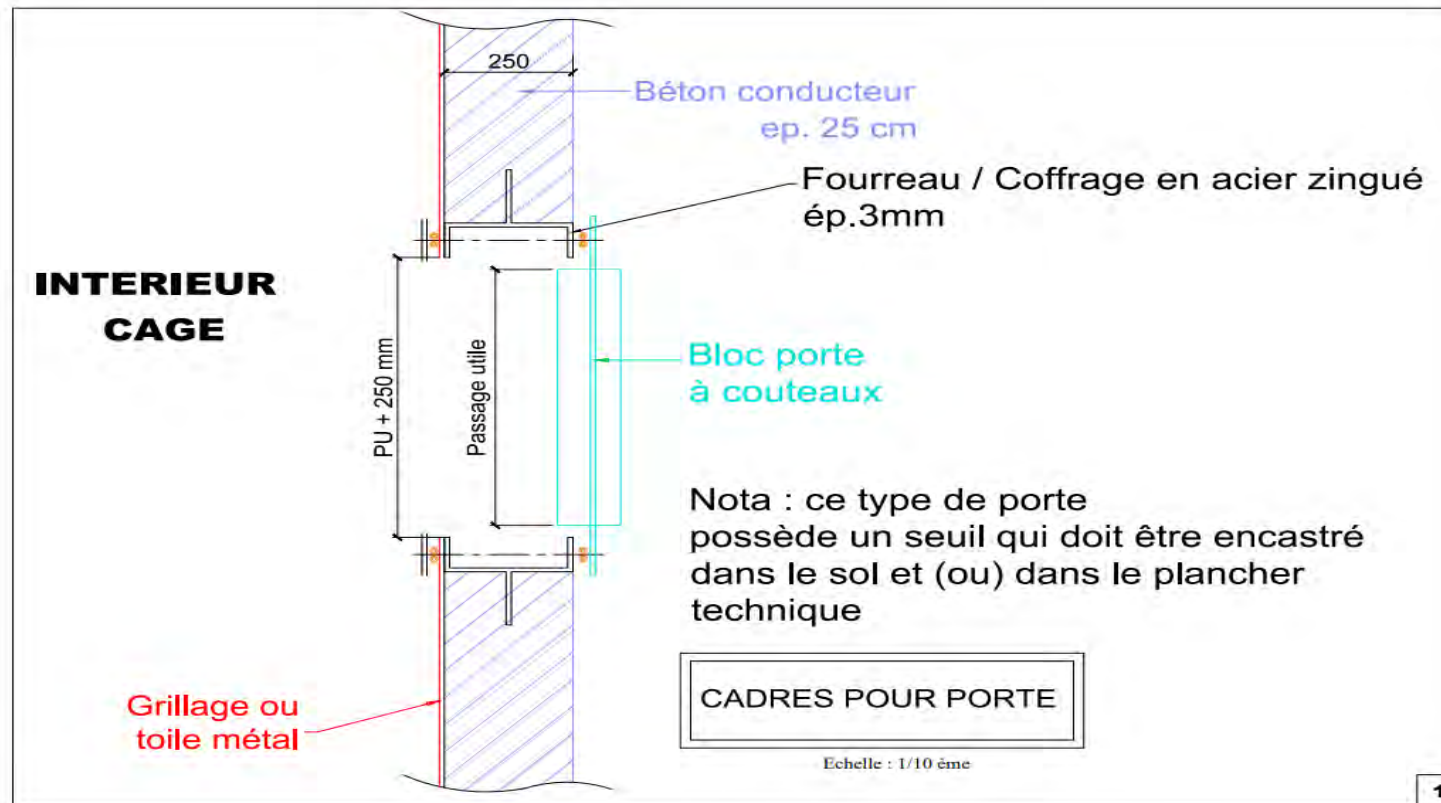 250
Béton conducteur
ep. 25 cm
Fourreau / Coffrage en acier zingué
ép.3mm
INTERIEUR
CAGE
PU + 250 mm
Passage utile
Bloc porte
à couteaux
Nota : ce type de porte
possède un seuil qui doit être encastré
dans le sol et (ou) dans le plancher
technique
Grillage ou
toile métal
CADRES POUR PORTE
Echelle : 1/10 éme
1